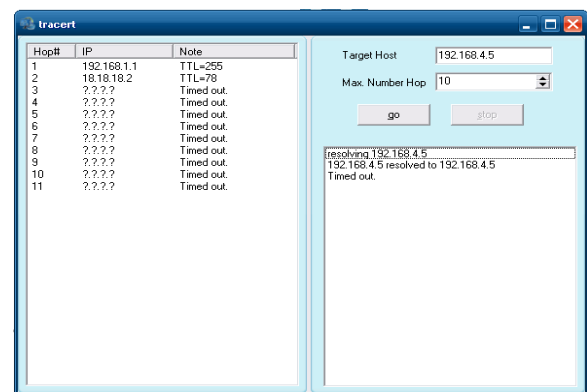 tracert
Hop# IP Note
1 192.168.1.1 TTL=255
2 18.18.18.2 TTL=78
3 ?.?.?.? Timed out.
4 ?.?.?.? Timed out.
5 ?.?.?.? Timed out.
6 ?.?.?.? Timed out.
7 ?.?.?.? Timed out.
8 ?.?.?.? Timed out.
9 ?.?.?.? Timed out.
10 ?.?.?.? Timed out.
11 ?.?.?.? Timed out.
Target Host 192.168.4.5
Max. Number Hop 10
go stop
resolving 192.168.4.5
192.168.4.5 resolved to 192.168.4.5
Timed out.